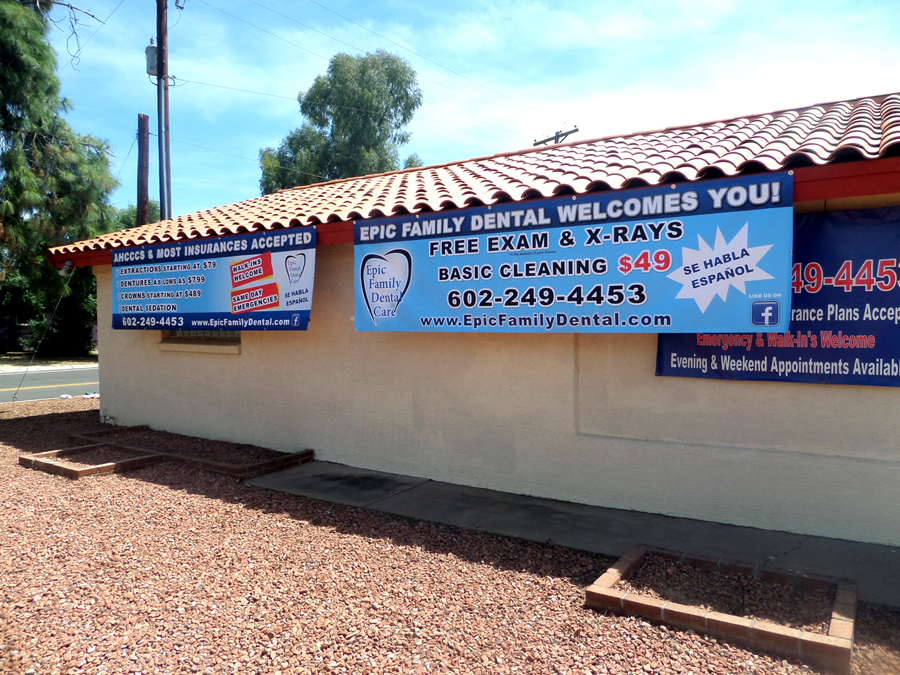 AHCCCS & MOST INSURANCES ACCEPTED
EXTRACTIONS STARTING AT $79
DENTURES AS LOWS AS $799
CROWNS STARTING AT $489
DENTAL SEDATION
602-249-4453
WALK-INS
WELCOME
SAME DAY
EMERGENCIES
SE HABLA
ESPAÑOL
www.EpicFamilyDental.com
EPIC FAMILY DENTAL WELCOMES YOU!
Epic
Family
Dental
Care
FREE EXAM & X-RAYS
BASIC CLEANING $49
602-249-4453
www.EpicFamilyDental.com
SE HABLA
ESPAÑOL
LIKE US ON
f
49-4453
urance Plans Accep
Emergency & Walk-In's Welcome
Evening & Weekend Appointments Availabl